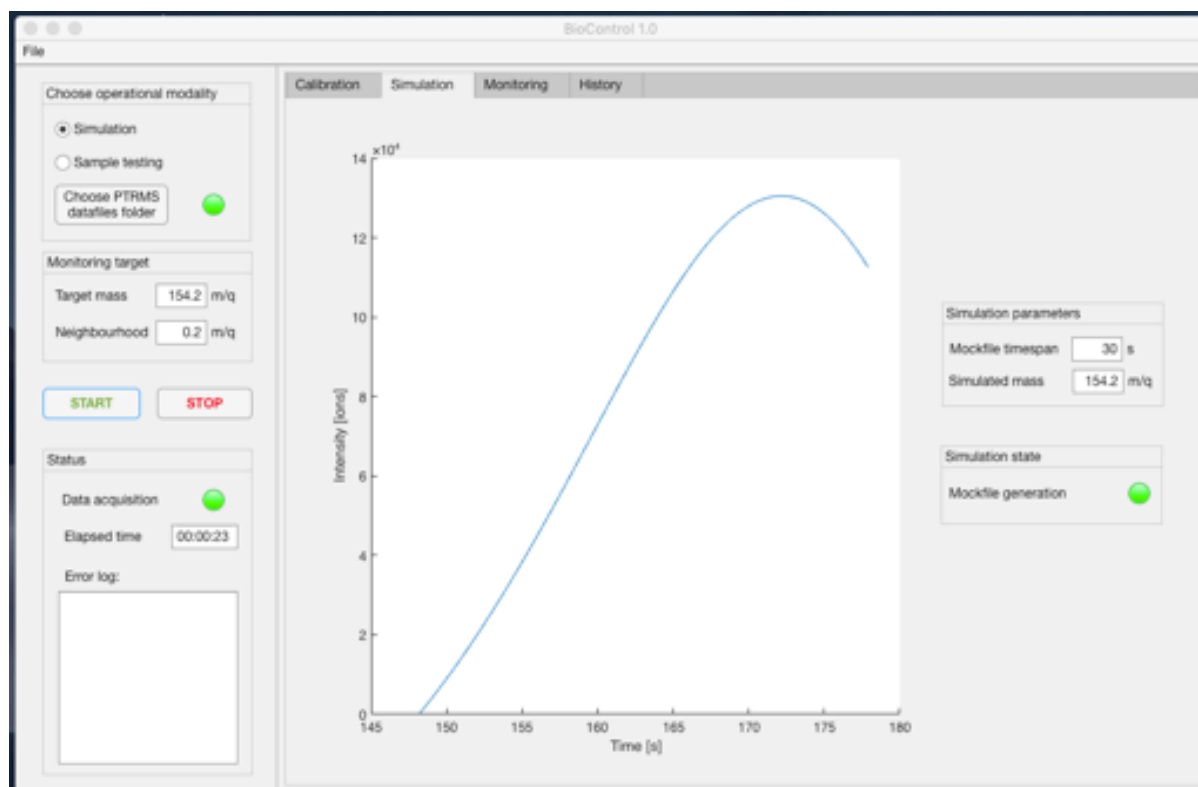 BioControl 1.0
File
Choose operational modality
Simulation
Sample testing
Choose PTRMS
datafiles folder
Monitoring target
Target mass 154.2 m/q
Neighbourhood 0.2 m/q
START STOP
Status
Data acquisition
Elapsed time 00:00:23
Error log:
Calibration Simulation Monitoring History
×10⁴
14
12
10
8
6
4
2
0
Intensity [ions]
145 150 155 160 165 170 175 180
Time [s]
Simulation parameters
Mockfile timespan 30 s
Simulated mass 154.2 m/q
Simulation state
Mockfile generation